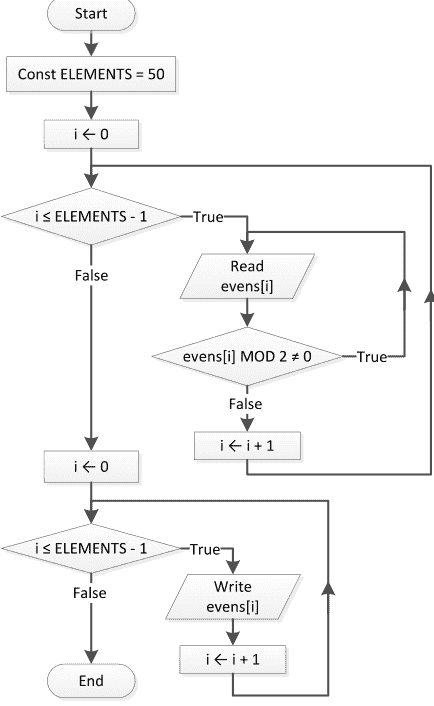 Start
Const ELEMENTS = 50
i ← 0
i ≤ ELEMENTS - 1
True
False
Read
evens[i]
evens[i] MOD 2 ≠ 0
True
False
i ← i + 1
i ← 0
i ≤ ELEMENTS - 1
True
False
Write
evens[i]
i ← i + 1
End